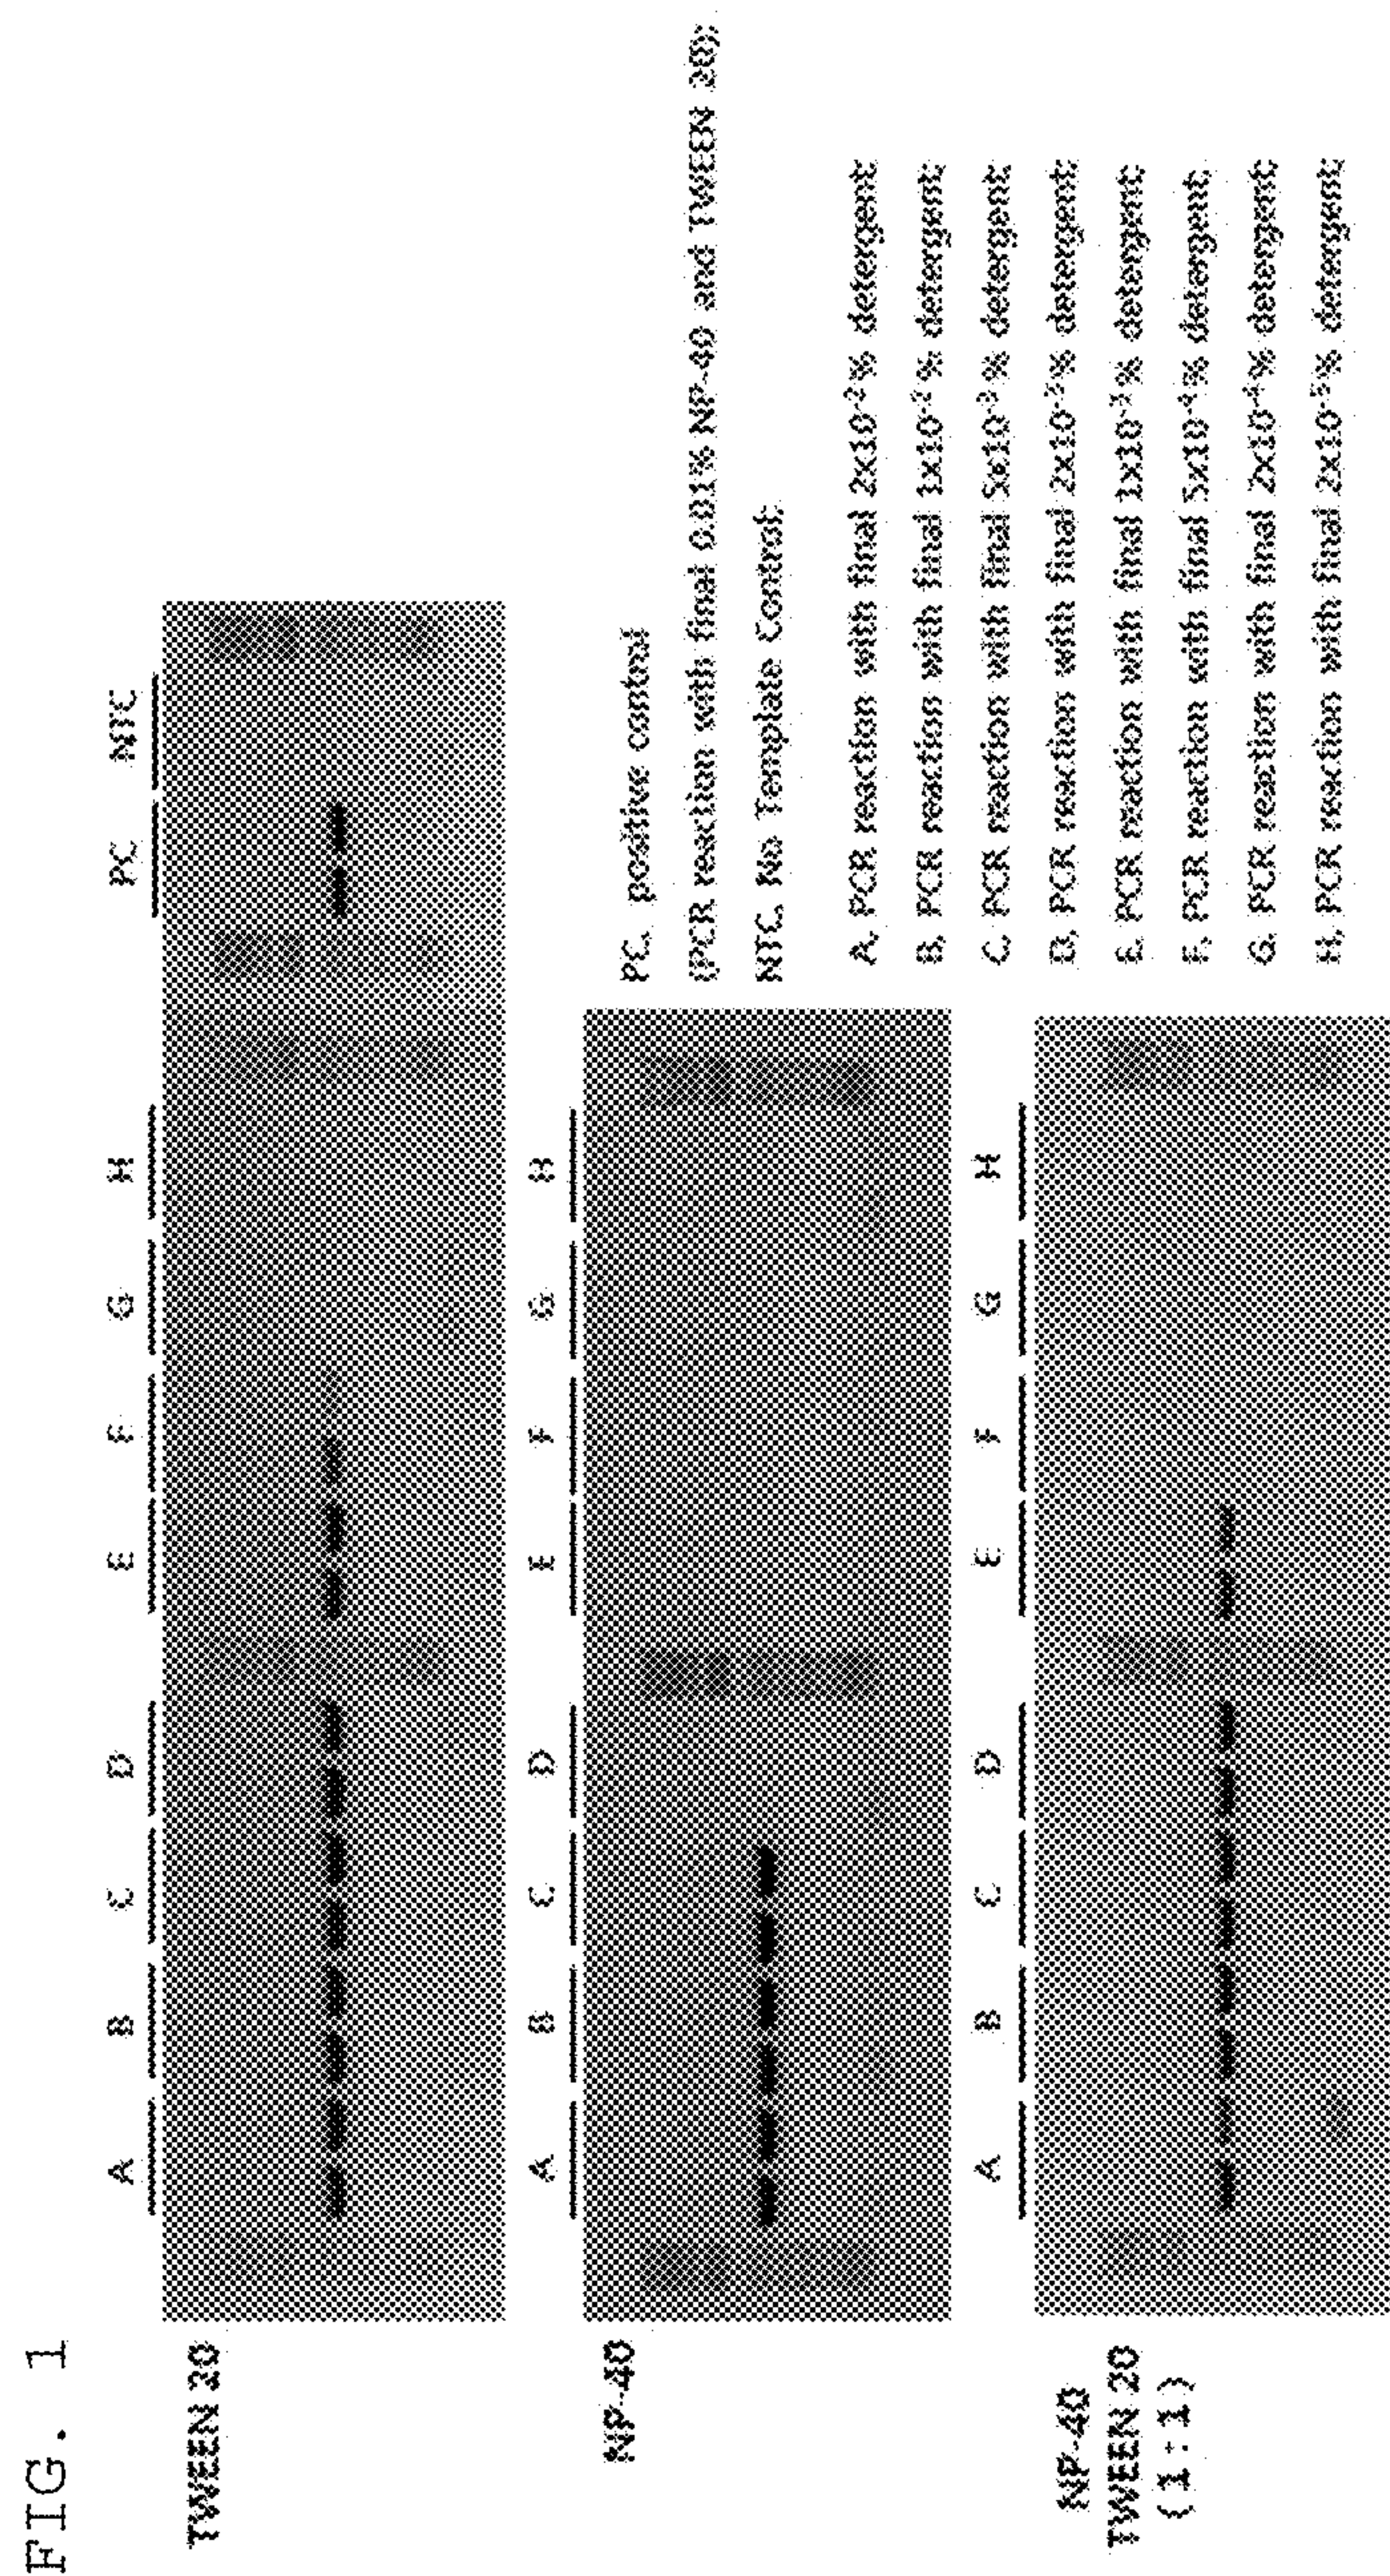 FIG. 1
TWEEN 20
A B C D E F G H PC NTC
NP-40
A B C D E F G H
NP-40
TWEEN 20
(1:1)
A B C D E F G H
PC. positive control
(PCR reaction with final 0.01% NP-40 and TWEEN 20);
NTC. No Template Control;
A. PCR reaction with final 2x10⁻²% detergent;
B. PCR reaction with final 1x10⁻²% detergent;
C. PCR reaction with final 5x10⁻³% detergent;
D. PCR reaction with final 2x10⁻³% detergent;
E. PCR reaction with final 1x10⁻³% detergent;
F. PCR reaction with final 5x10⁻⁴% detergent;
G. PCR reaction with final 2x10⁻⁴% detergent;
H. PCR reaction with final 2x10⁻⁵% detergent;